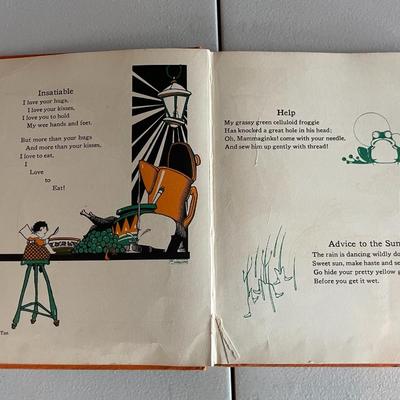 Insatiable
I love your hugs,
I love your kisses,
I love you to hold
My wee hands and feet.
But more than your hugs
And more than your kisses,
I love to eat,
I
Love
to
Eat!
Ten
Help
My grassy green celluloid froggie
Has knocked a great hole in his head;
Oh, Mammaginks! come with your needle,
And sew him up gently with thread!
Advice to the Sun
The rain is dancing wildly do
Sweet sun, make haste and se
Go hide your pretty yellow g
Before you get wet.